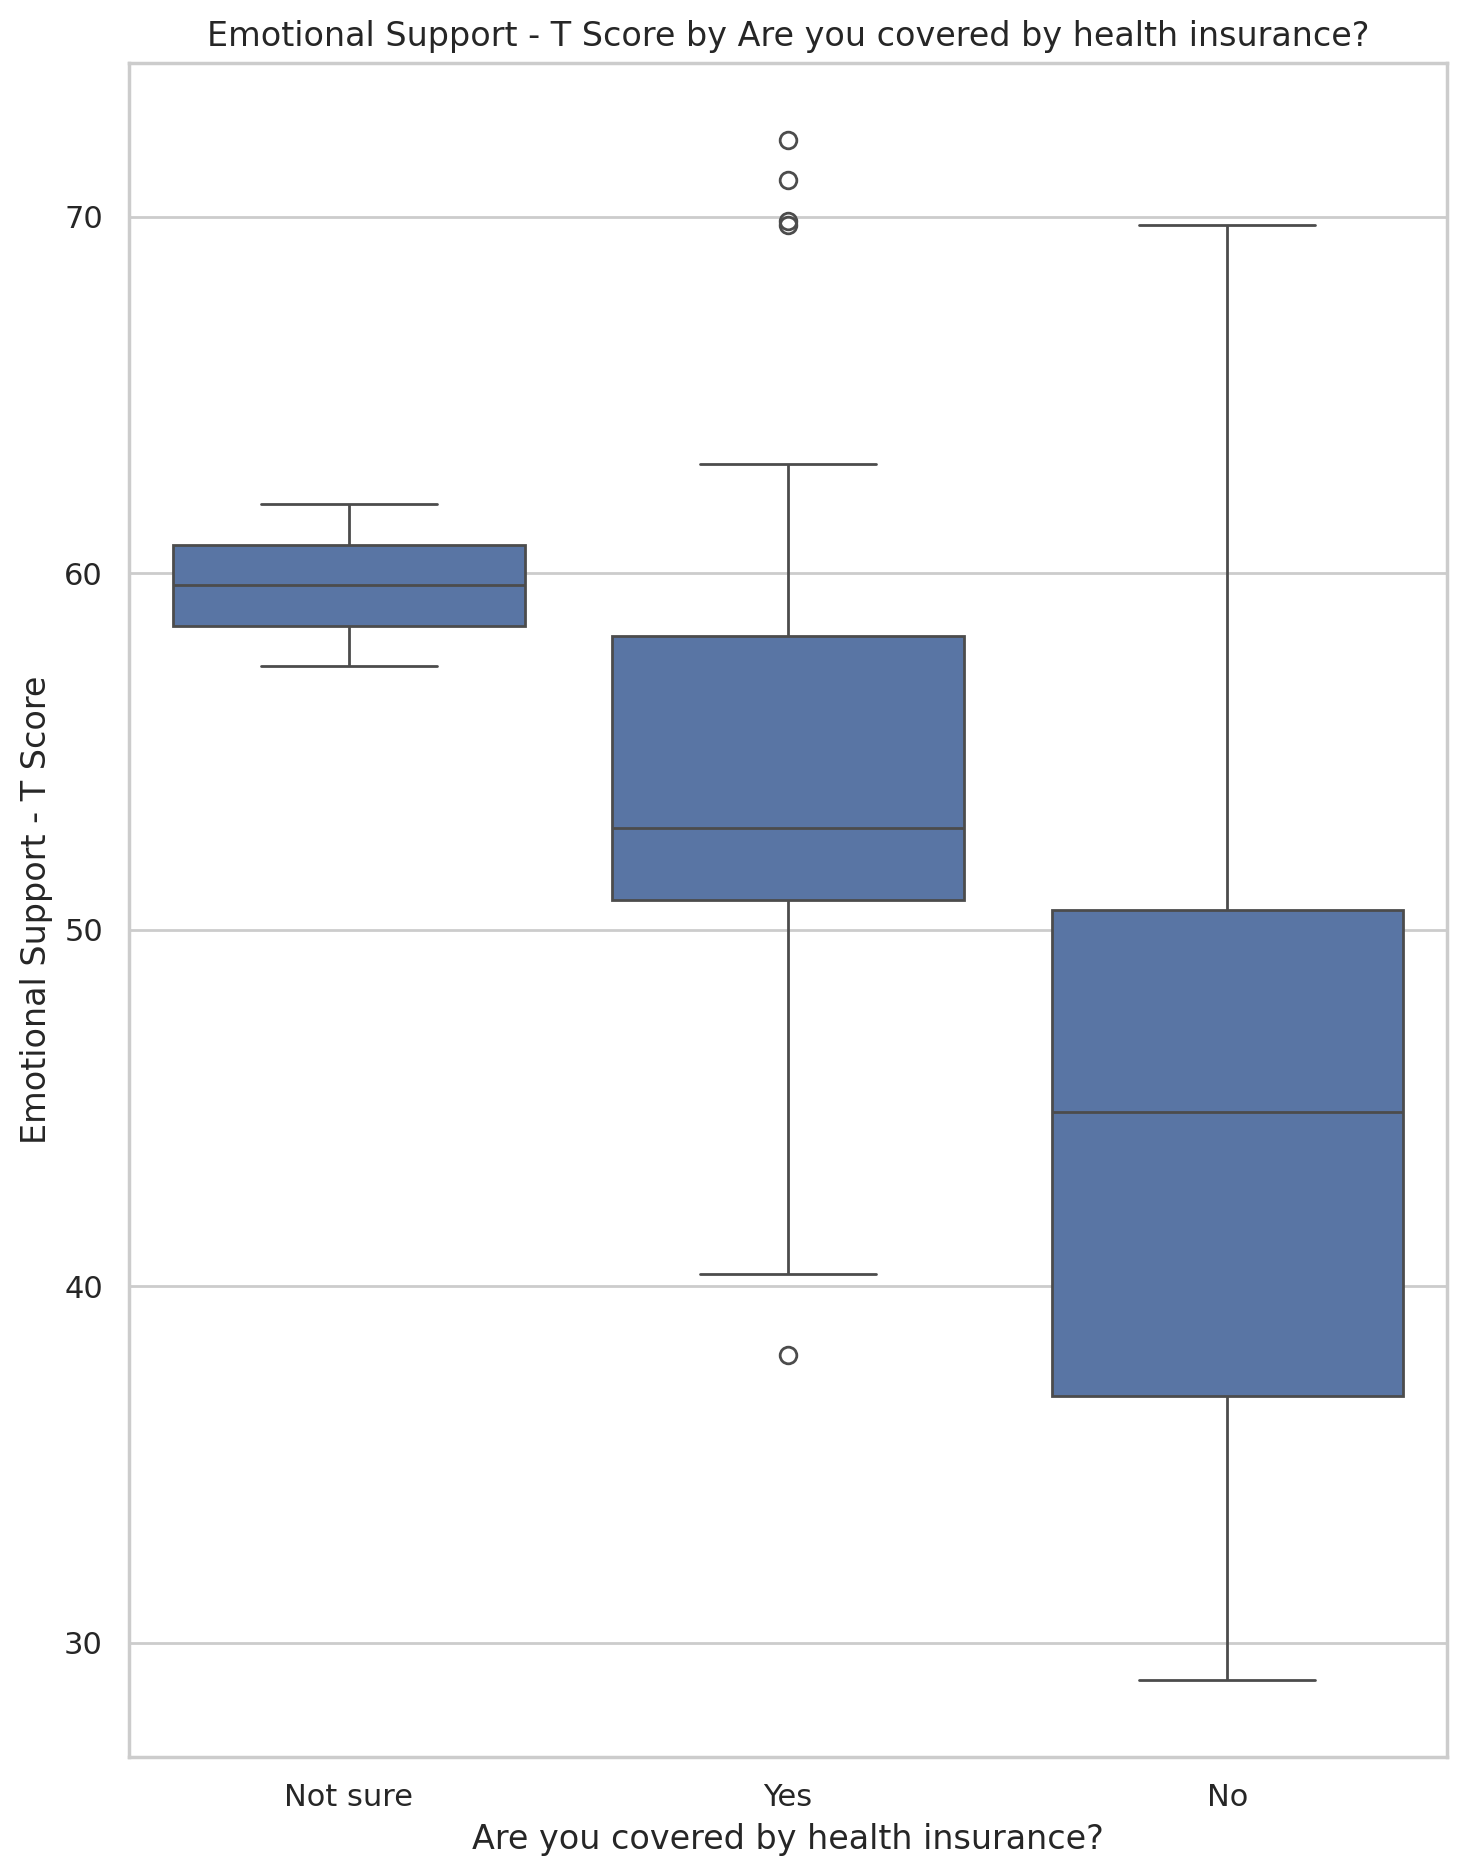 Emotional Support - T Score by Are you covered by health insurance?
Emotional Support - T Score
70
60
50
40
30
Not sure
Yes
No
Are you covered by health insurance?